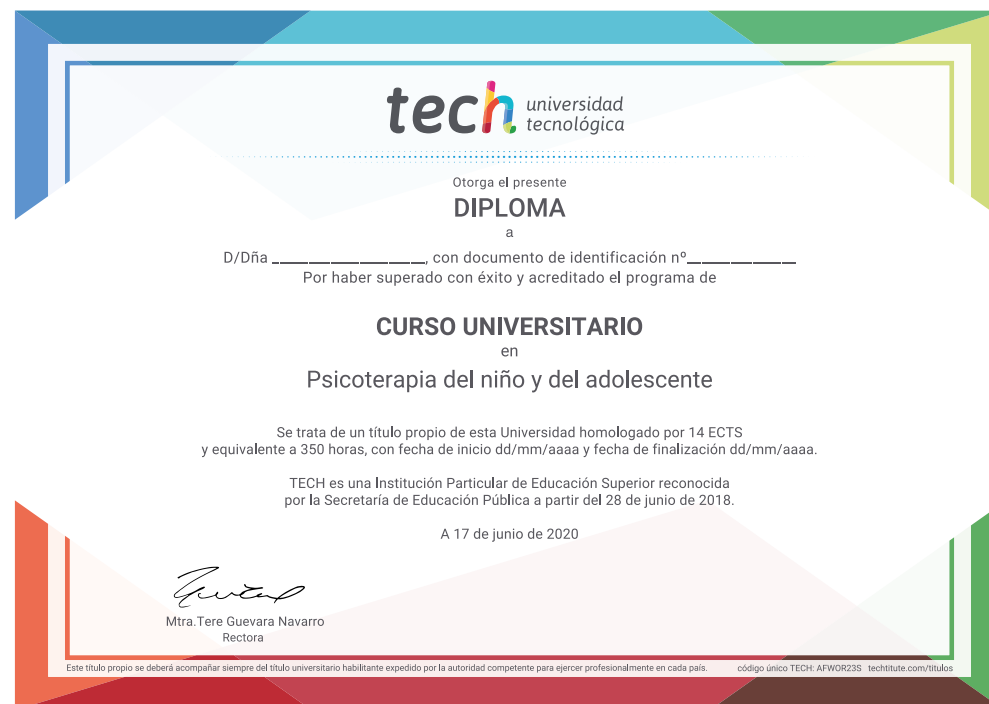 tech universidad
tecnológica
Otorga el presente
DIPLOMA
a
D/Dña ____________________, con documento de identificación nº______________
Por haber superado con éxito y acreditado el programa de
CURSO UNIVERSITARIO
en
Psicoterapia del niño y del adolescente
Se trata de un título propio de esta Universidad homologado por 14 ECTS
y equivalente a 350 horas, con fecha de inicio dd/mm/aaaa y fecha de finalización dd/mm/aaaa.
TECH es una Institución Particular de Educación Superior reconocida
por la Secretaría de Educación Pública a partir del 28 de junio de 2018.
A 17 de junio de 2020
Mtra.Tere Guevara Navarro
Rectora
Este título propio se deberá acompañar siempre del título universitario habilitante expedido por la autoridad competente para ejercer profesionalmente en cada país. código único TECH: AFWOR23S techtitute.com/titulos